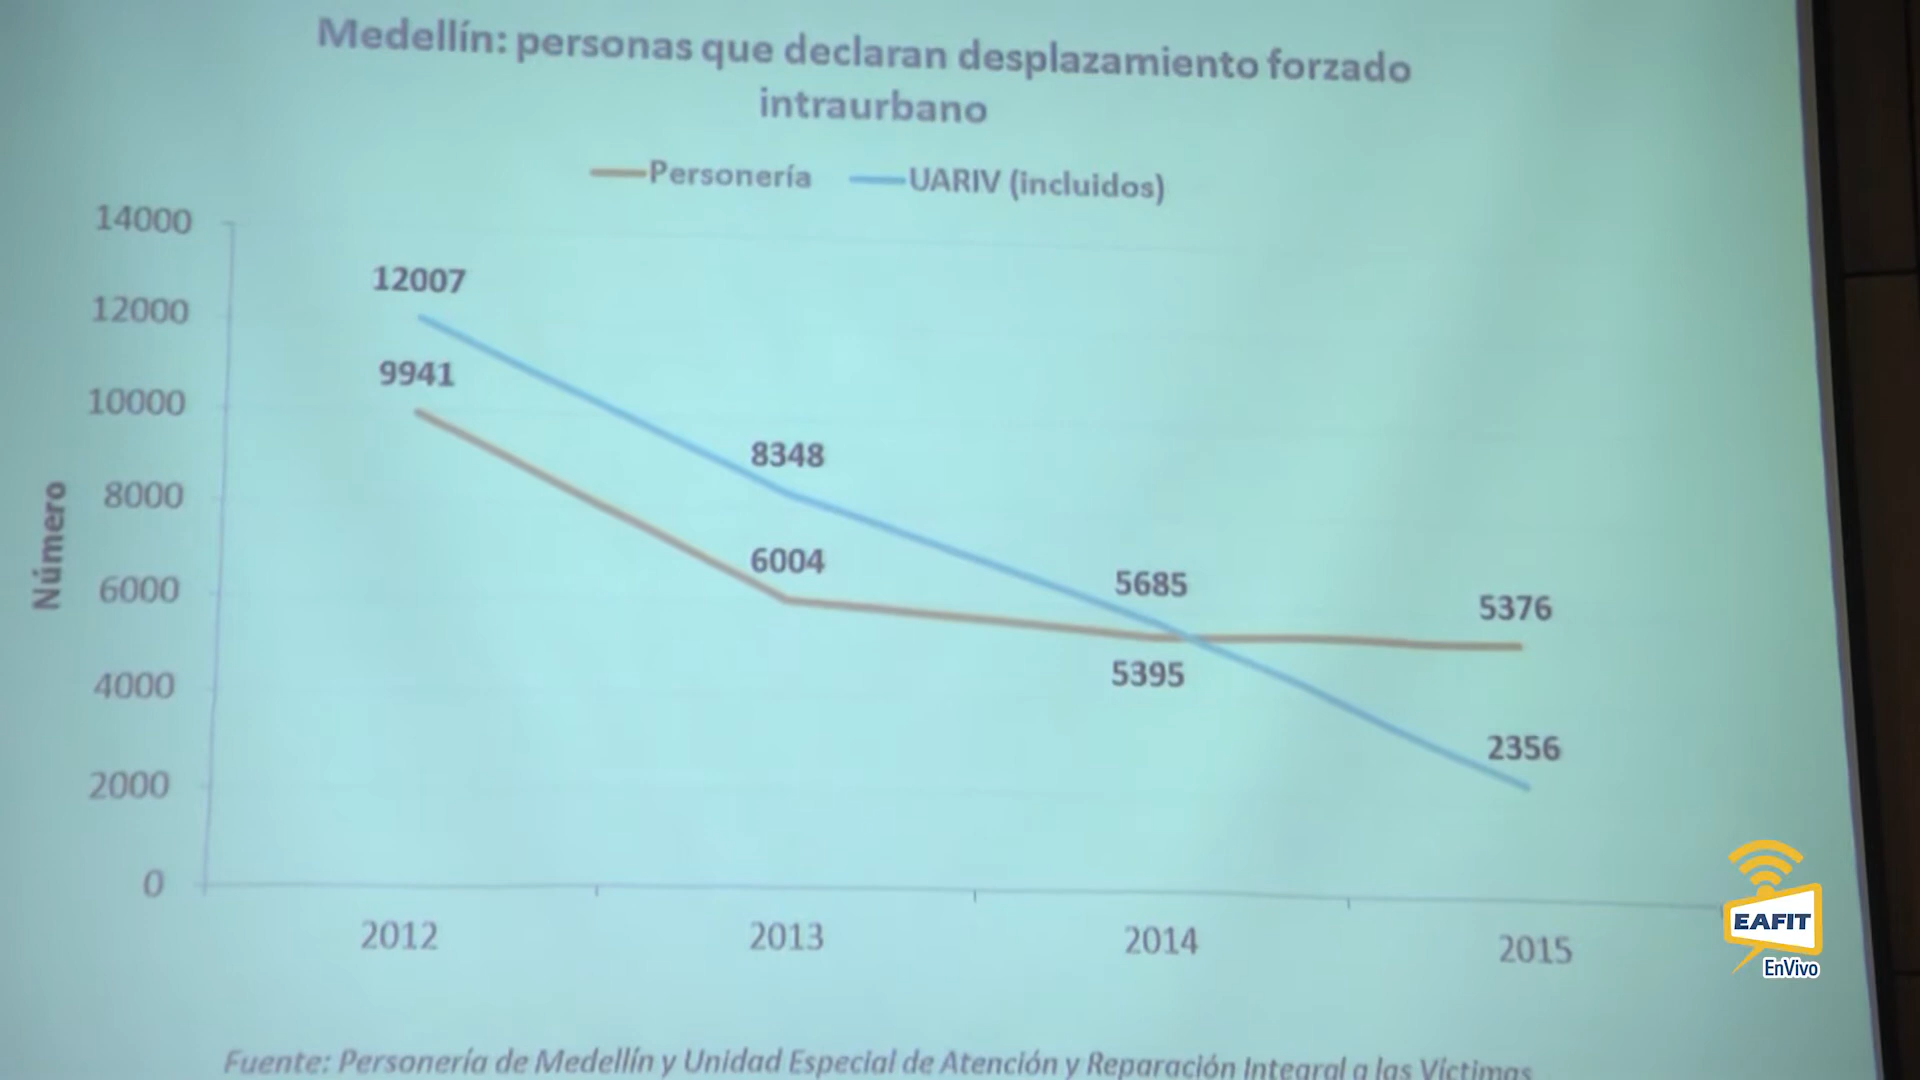 Medellín: personas que declaran desplazamiento forzado
intraurbano
Personería UARIV (incluidos)
14000
12000
10000
8000
6000
4000
2000
0
Número
12007
9941
8348
6004
5685
5395
5376
2356
2012 2013 2014 2015
EAFIT
EnVivo
Fuente: Personería de Medellín y Unidad Especial de Atención y Reparación Integral a las Víctimas